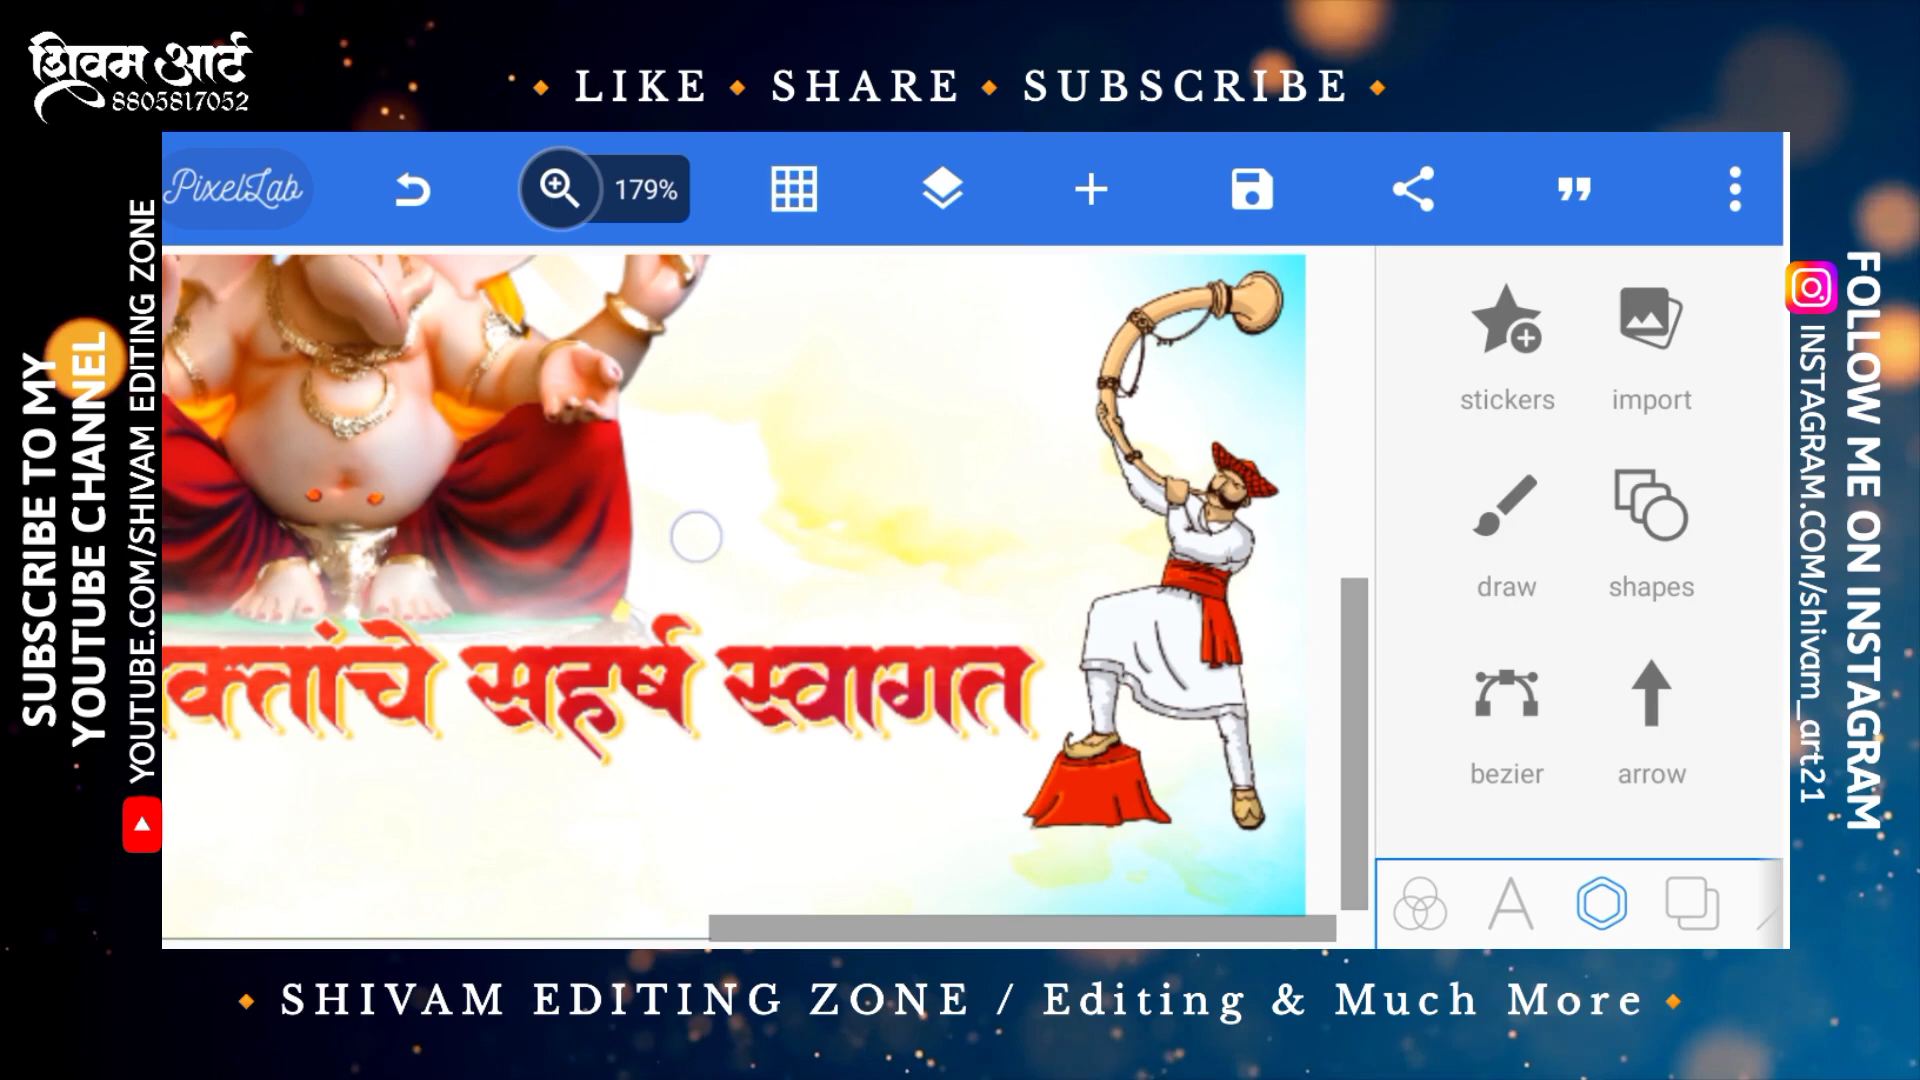 शिवम आर्ट
8805817052
LIKE SHARE SUBSCRIBE
PixelLab
179%
SUBSCRIBE TO MY
YOUTUBE CHANNEL
YOUTUBE.COM/SHIVAM EDITING ZONE
क्तांचे सहर्ष स्वागत
stickers
import
draw
shapes
bezier
arrow
FOLLOW ME ON INSTAGRAM
INSTAGRAM.COM/shivam_art21
SHIVAM EDITING ZONE / Editing & Much More